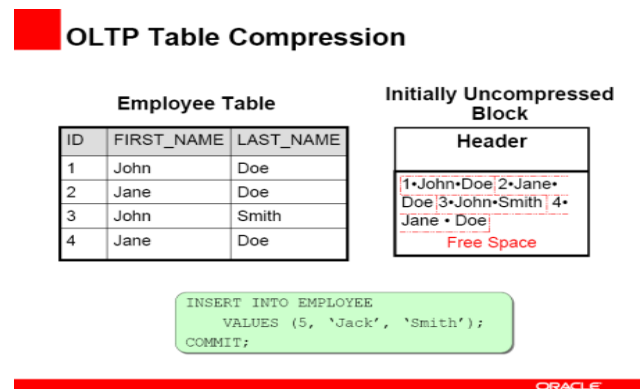 OLTP Table Compression
Employee Table
ID FIRST_NAME LAST_NAME
1 John Doe
2 Jane Doe
3 John Smith
4 Jane Doe
Initially Uncompressed
Block
Header
1•John•Doe 2•Jane•
Doe 3•John•Smith 4•
Jane • Doe
Free Space
INSERT INTO EMPLOYEE
VALUES (5, ‘Jack’, ‘Smith’);
COMMIT;
ORACLE